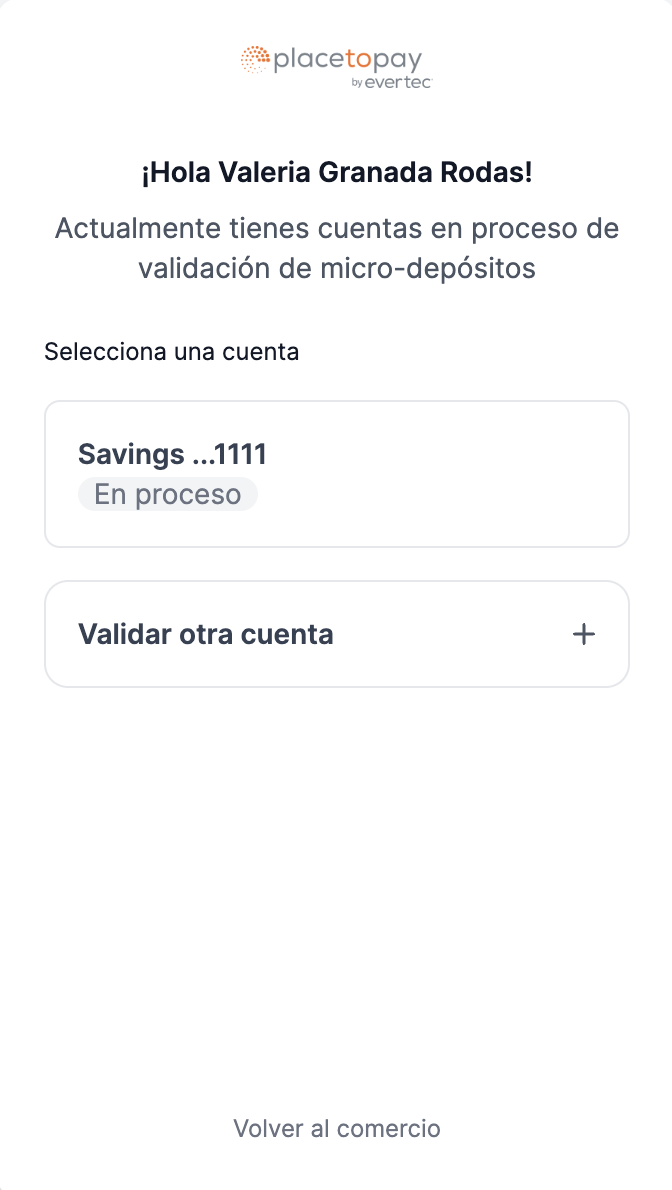 placetopay
by evertec
¡Hola Valeria Granada Rodas!
Actualmente tienes cuentas en proceso de
validación de micro-depósitos
Selecciona una cuenta
Savings ...1111
En proceso
Validar otra cuenta
Volver al comercio